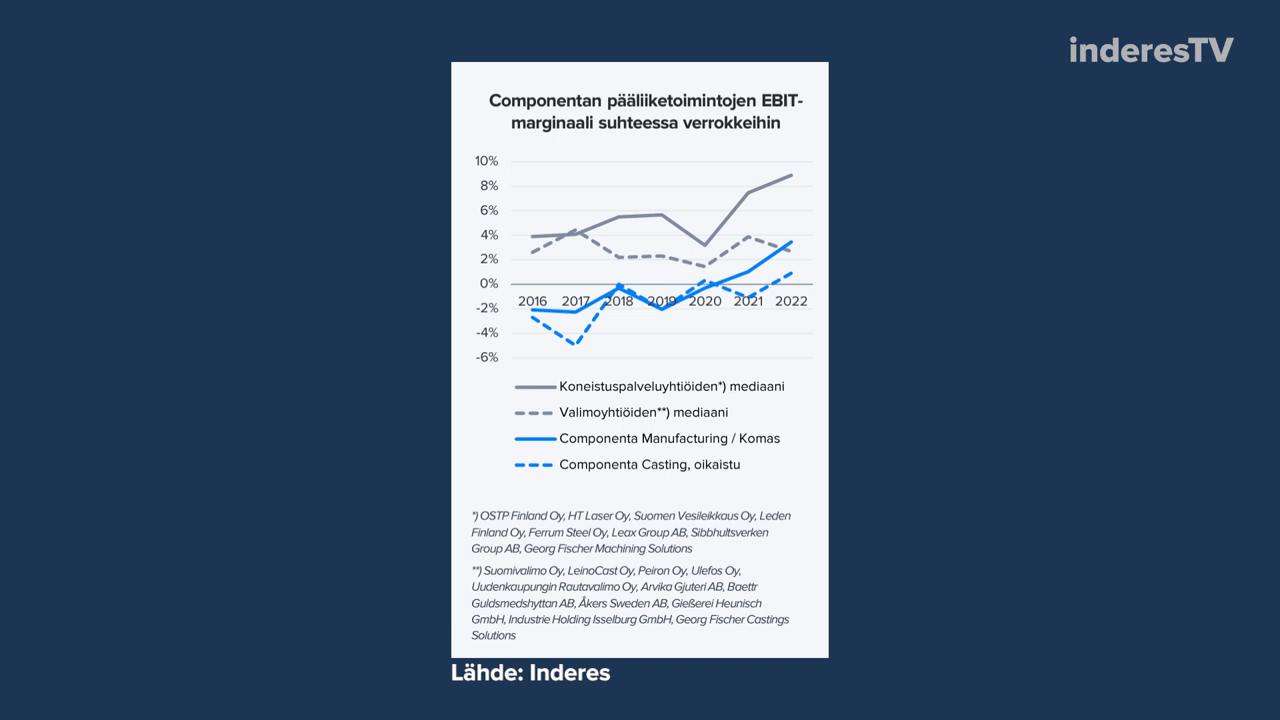 inderesTV
Componentan pääliiketoimintojen EBIT-
marginaali suhteessa verrokkeihin
10%
8%
6%
4%
2%
0%
-2%
-4%
-6%
2016 2017 2018 2019 2020 2021 2022
Koneistuspalveluyhtiöiden*) mediaani
Valimoyhtiöiden**) mediaani
Componenta Manufacturing / Komas
Componenta Casting, oikaistu
*) OSTP Finland Oy, HT Laser Oy, Suomen Vesileikkaus Oy, Leden
Finland Oy, Ferrum Steel Oy, Leax Group AB, Sibbhultsverken
Group AB, Georg Fischer Machining Solutions
**) Suomivalimo Oy, LeinoCast Oy, Peiron Oy, Ulefos Oy,
Uudenkaupungin Rautavalimo Oy, Arvika Gjuteri AB, Baettr
Guldsmedshyttan AB, Åkers Sweden AB, Gießerei Heunisch
GmbH, Industrie Holding Isselburg GmbH, Georg Fischer Castings
Solutions
Lähde: Inderes